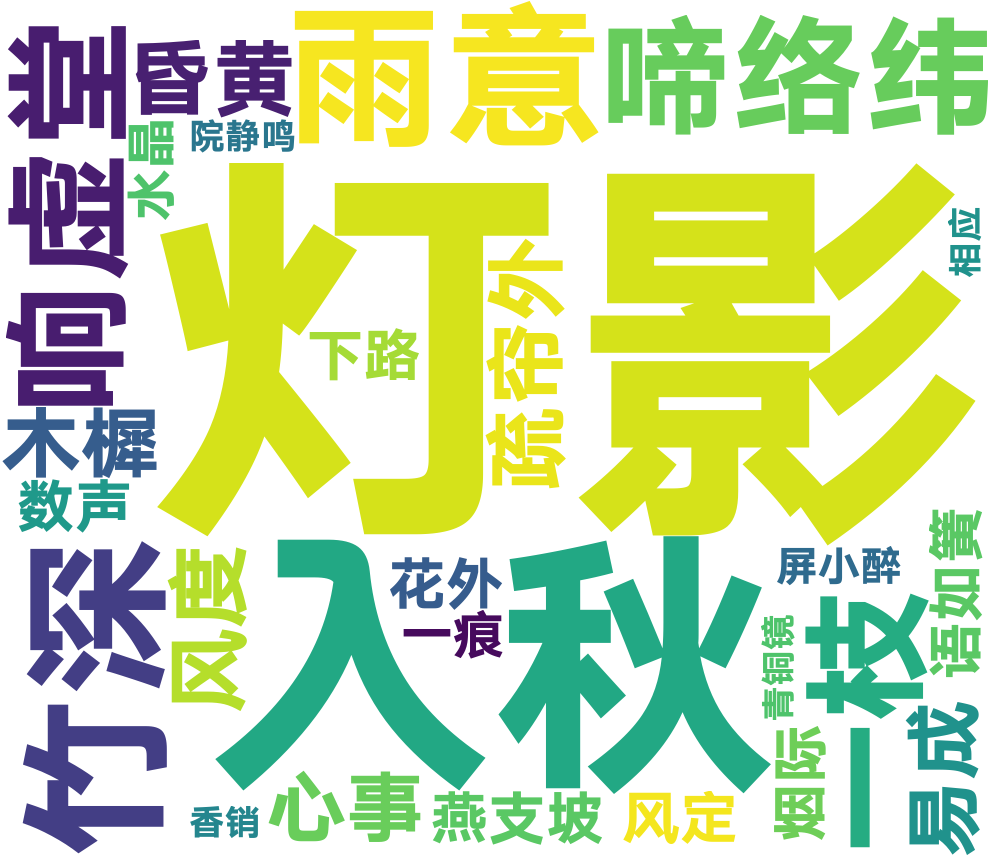 响虚堂
昏黄
雨意
啼络纬
院静鸣
水晶
灯影
相应
疏帘外
下路
木樨
数声
竹深
风度
入秋
花外
一痕
屏小醉
语如簧
一枝
青铜镜
烟际
易成
心事
香销
燕支坡
风定